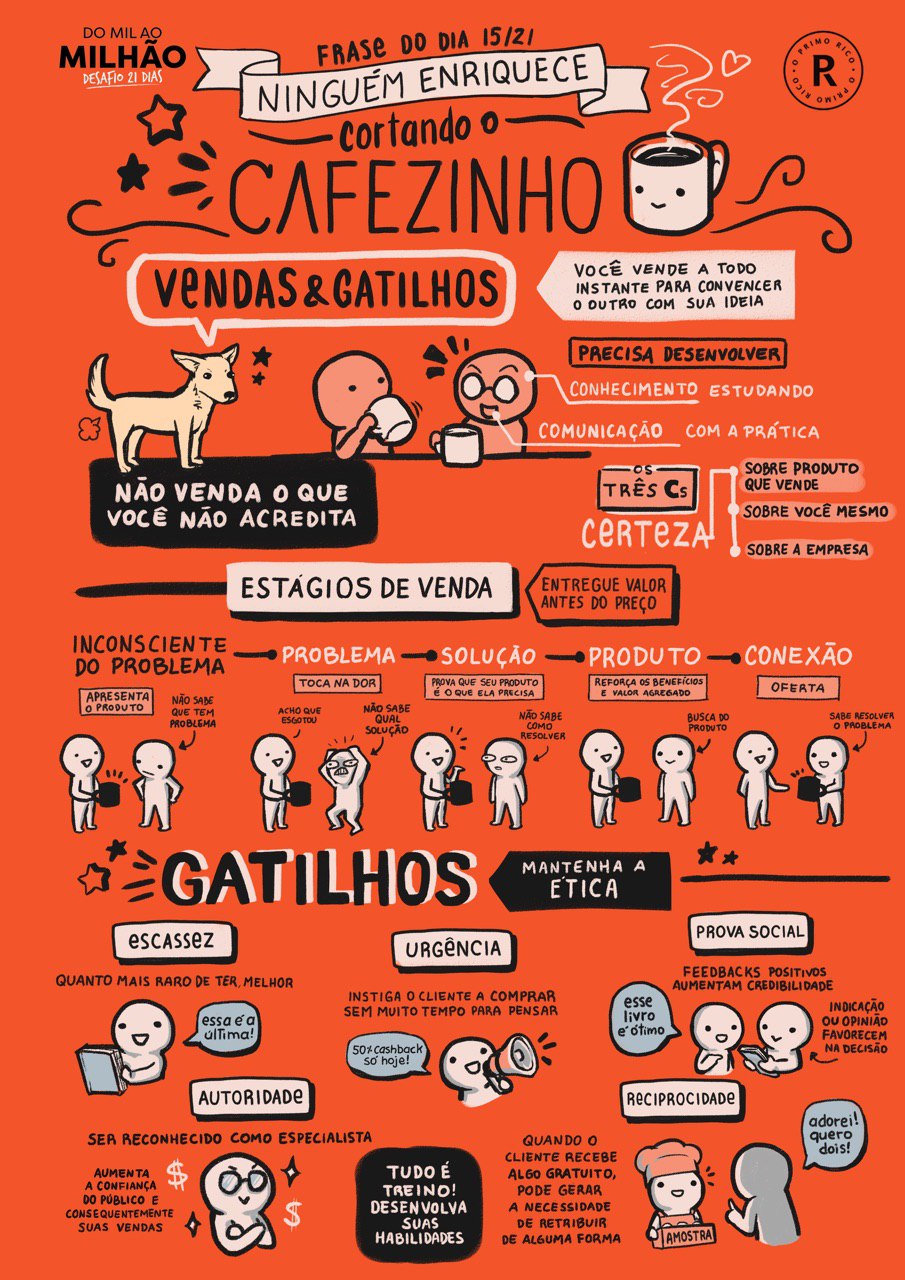 DO MIL AO
MILHÃO
DESAFIO 21 DIAS
FRASE DO DIA 15/21
NINGUÉM ENRIQUECE
cortando o
CAFEZINHO
O PRIMO RICO • O PRIMO RICO •
R
VENDAS & GATILHOS
VOCÊ VENDE A TODO
INSTANTE PARA CONVENCER
O OUTRO COM SUA IDEIA
PRECISA DESENVOLVER
CONHECIMENTO ESTUDANDO
COMUNICAÇÃO COM A PRÁTICA
NÃO VENDA O QUE
VOCÊ NÃO ACREDITA
OS
TRÊS Cs
CERTEZA
SOBRE PRODUTO
QUE VENDE
SOBRE VOCÊ MESMO
SOBRE A EMPRESA
ESTÁGIOS DE VENDA
ENTREGUE VALOR
ANTES DO PREÇO
INCONSCIENTE
DO PROBLEMA
PROBLEMA
SOLUÇÃO
PRODUTO
CONEXÃO
APRESENTA
O PRODUTO
NÃO SABE
QUE TEM
PROBLEMA
TOCA NA DOR
ACHO QUE
ESGOTOU
NÃO SABE
QUAL
SOLUÇÃO
PROVA QUE SEU PRODUTO
É O QUE ELA PRECISA
NÃO SABE
COMO
RESOLVER
REFORÇA OS BENEFÍCIOS
E VALOR AGREGADO
BUSCA DO
PRODUTO
OFERTA
SABE RESOLVER
O PROBLEMA
GATILHOS
MANTENHA A
ÉTICA
ESCASSEZ
QUANTO MAIS RARO DE TER, MELHOR
essa é a
última!
URGÊNCIA
INSTIGA O CLIENTE A COMPRAR
SEM MUITO TEMPO PARA PENSAR
50% cashback
só hoje!
PROVA SOCIAL
FEEDBACKS POSITIVOS
AUMENTAM CREDIBILIDADE
esse
livro
é ótimo
INDICAÇÃO
OU OPINIÃO
FAVORECEM
NA DECISÃO
AUTORIDADE
SER RECONHECIDO COMO ESPECIALISTA
AUMENTA
A CONFIANÇA
DO PÚBLICO E
CONSEQUENTEMENTE
SUAS VENDAS
$
$
TUDO É
TREINO!
DESENVOLVA
SUAS
HABILIDADES
RECIPROCIDADE
QUANDO O
CLIENTE RECEBE
ALGO GRATUITO,
PODE GERAR
A NECESSIDADE
DE RETRIBUIR
DE ALGUMA FORMA
AMOSTRA
adorei!
quero
dois!